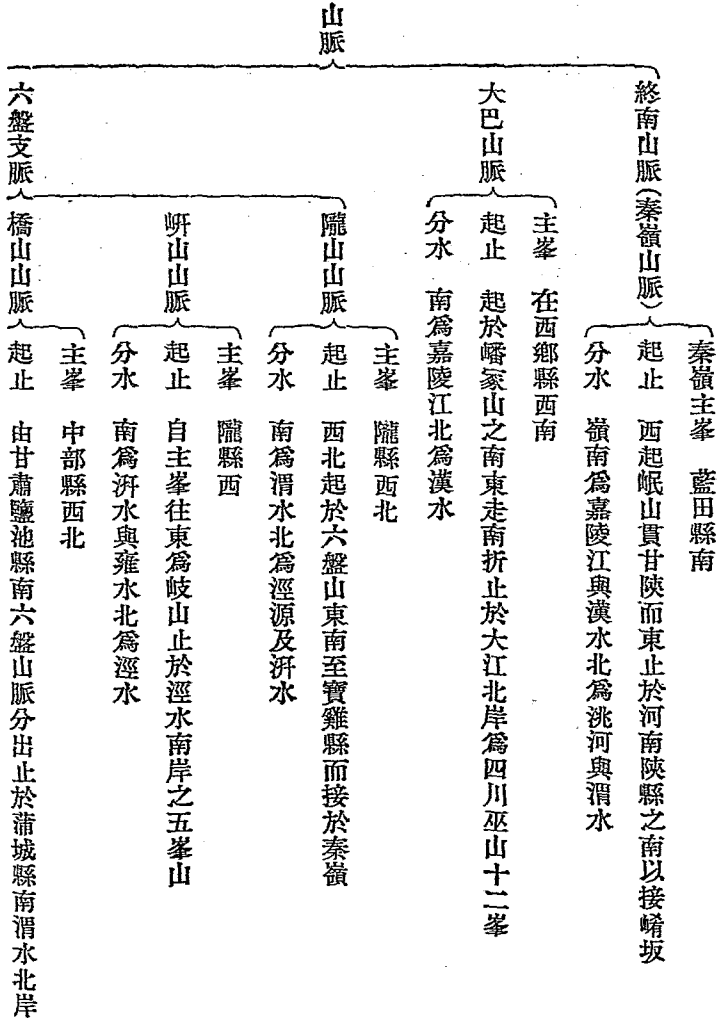 山脈
終南山脈（秦嶺山脈）
秦嶺主峯　藍田縣南
起止　西起岷山貫甘陝而東止於河南陝縣之南以接崤坂
分水　嶺南爲嘉陵江與漢水北爲洮河與渭水
大巴山脈
主峯　在西鄉縣西南
起止　起於嶓冢山之南東走南折止於大江北岸爲四川巫山十二峯
分水　南爲嘉陵江北爲漢水
六盤支脈
隴山山脈
主峯　隴縣西北
起止　西北起於六盤山東南至寶雞縣而接於秦嶺
分水　南爲渭水北爲涇源及汧水
岍山山脈
主峯　隴縣西
起止　自主峯往東爲岐山止於涇水南岸之五峯山
分水　南爲汧水與雍水北爲涇水
橋山山脈
主峯　中部縣西北
起止　由甘肅鹽池縣南六盤山脈分出止於蒲城縣南渭水北岸